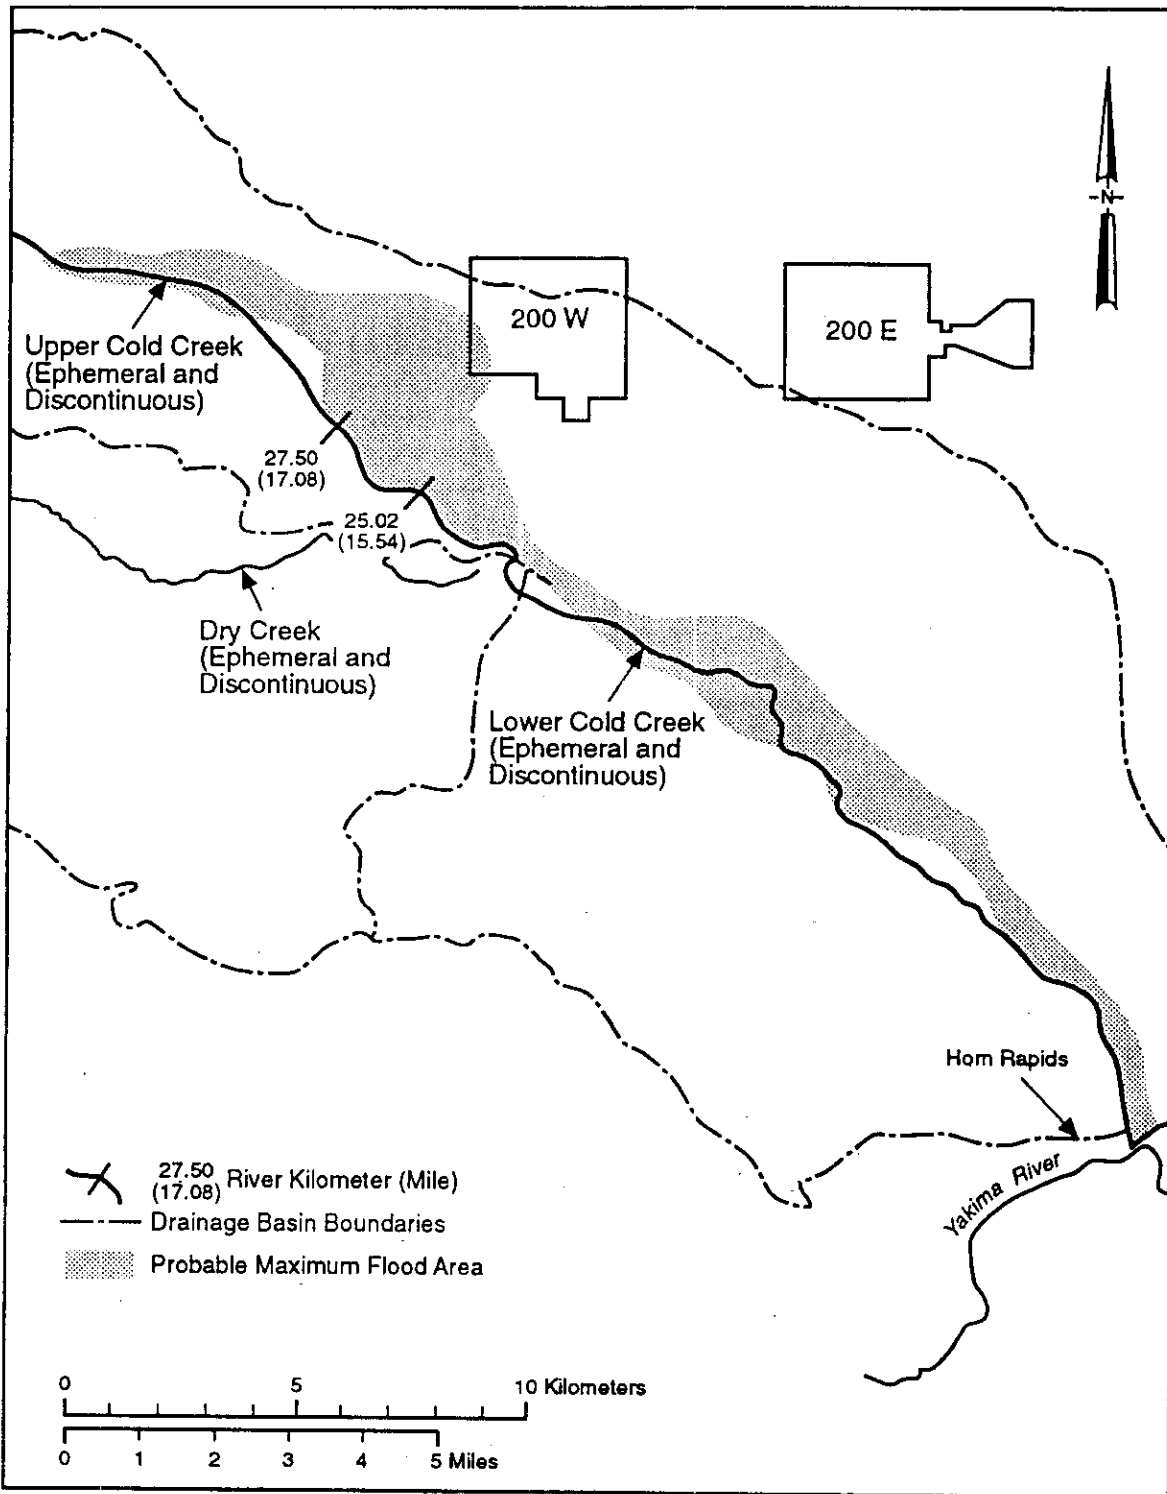 N
200 W
200 E
Upper Cold Creek
(Ephemeral and
Discontinuous)
27.50
(17.08)
25.02
(15.54)
Dry Creek
(Ephemeral and
Discontinuous)
Lower Cold Creek
(Ephemeral and
Discontinuous)
Horn Rapids
Yakima River
27.50
(17.08) River Kilometer (Mile)
Drainage Basin Boundaries
Probable Maximum Flood Area
0 5 10 Kilometers
0 1 2 3 4 5 Miles